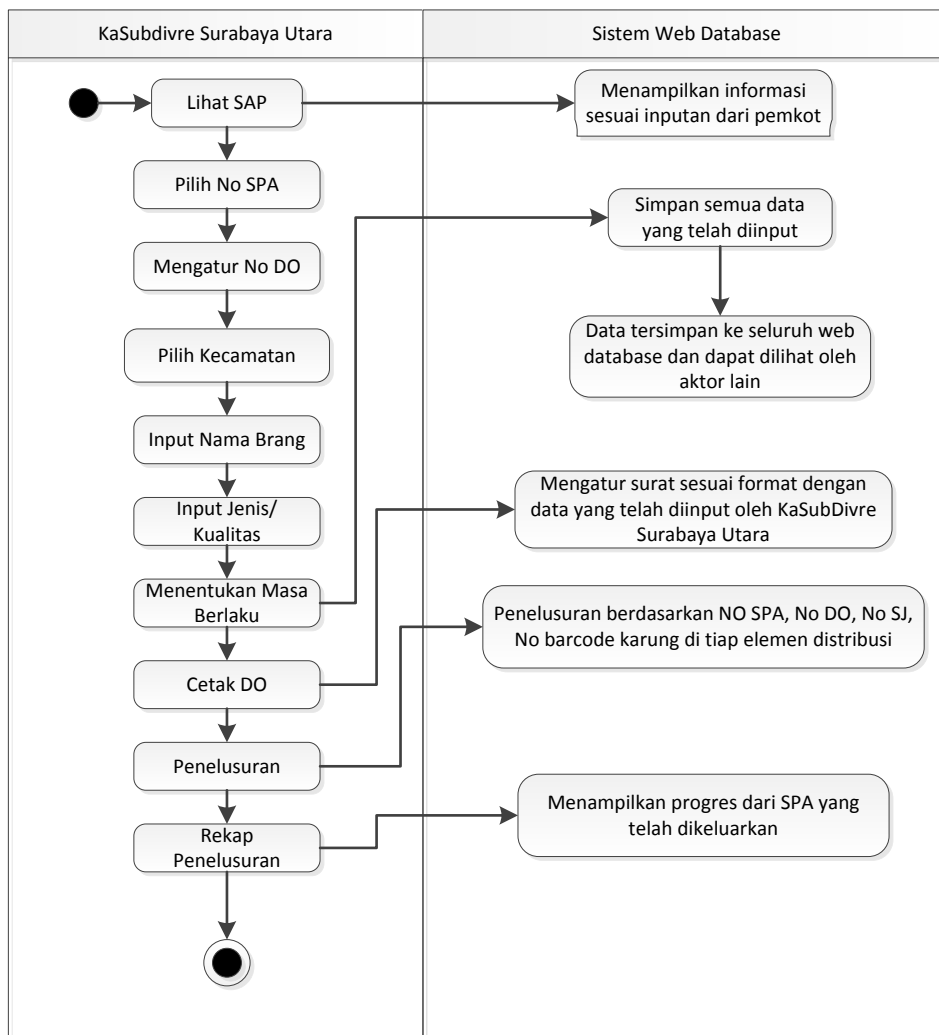 KaSubdivre Surabaya Utara
Sistem Web Database
Lihat SAP
Menampilkan informasi
sesuai inputan dari pemkot
Pilih No SPA
Simpan semua data
yang telah diinput
Mengatur No DO
Pilih Kecamatan
Data tersimpan ke seluruh web
database dan dapat dilihat oleh
aktor lain
Input Nama Brang
Input Jenis/
Kualitas
Mengatur surat sesuai format dengan
data yang telah diinput oleh KaSubDivre
Surabaya Utara
Menentukan Masa
Berlaku
Penelusuran berdasarkan NO SPA, No DO, No SJ,
No barcode karung di tiap elemen distribusi
Cetak DO
Penelusuran
Menampilkan progres dari SPA yang
telah dikeluarkan
Rekap
Penelusuran